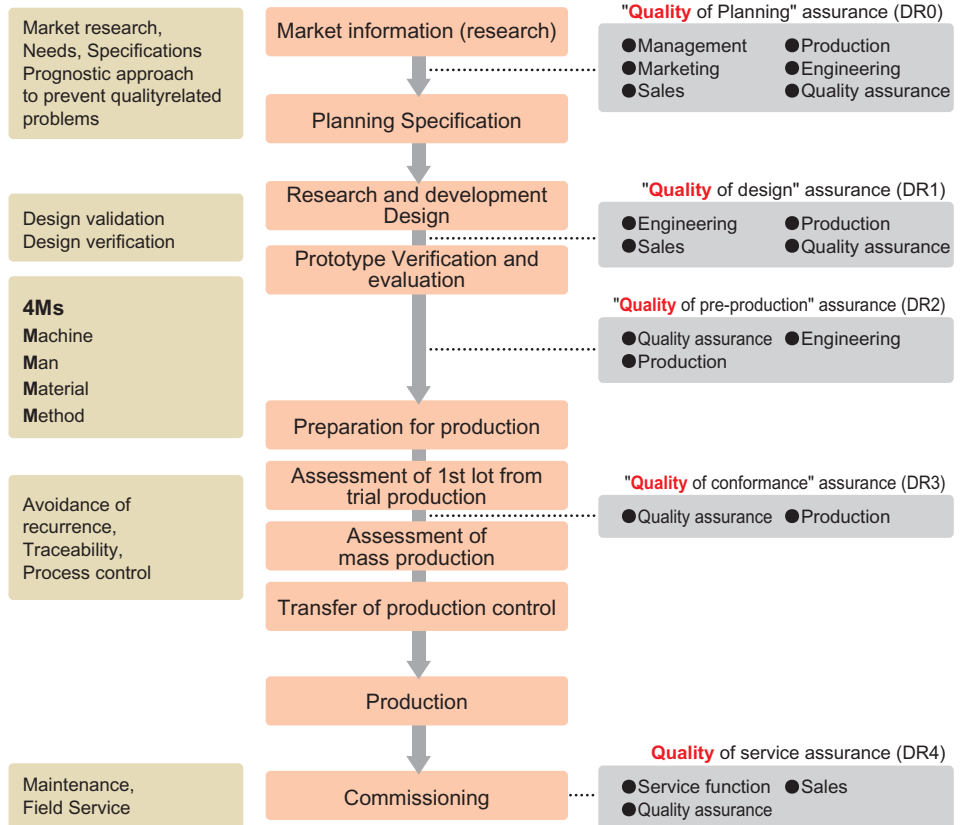 Market research,
Needs, Specifications
Prognostic approach
to prevent qualityrelated
problems
Design validation
Design verification
4Ms
Machine
Man
Material
Method
Avoidance of
recurrence,
Traceability,
Process control
Maintenance,
Field Service
Market information (research)
Planning Specification
Research and development
Design
Prototype Verification and
evaluation
Preparation for production
Assessment of 1st lot from
trial production
Assessment of
mass production
Transfer of production control
Production
Commissioning
"Quality of Planning" assurance (DR0)
●Management ●Production
●Marketing ●Engineering
●Sales ●Quality assurance
"Quality of design" assurance (DR1)
●Engineering ●Production
●Sales ●Quality assurance
"Quality of pre-production" assurance (DR2)
●Quality assurance ●Engineering
●Production
"Quality of conformance" assurance (DR3)
●Quality assurance ●Production
Quality of service assurance (DR4)
●Service function ●Sales
●Quality assurance